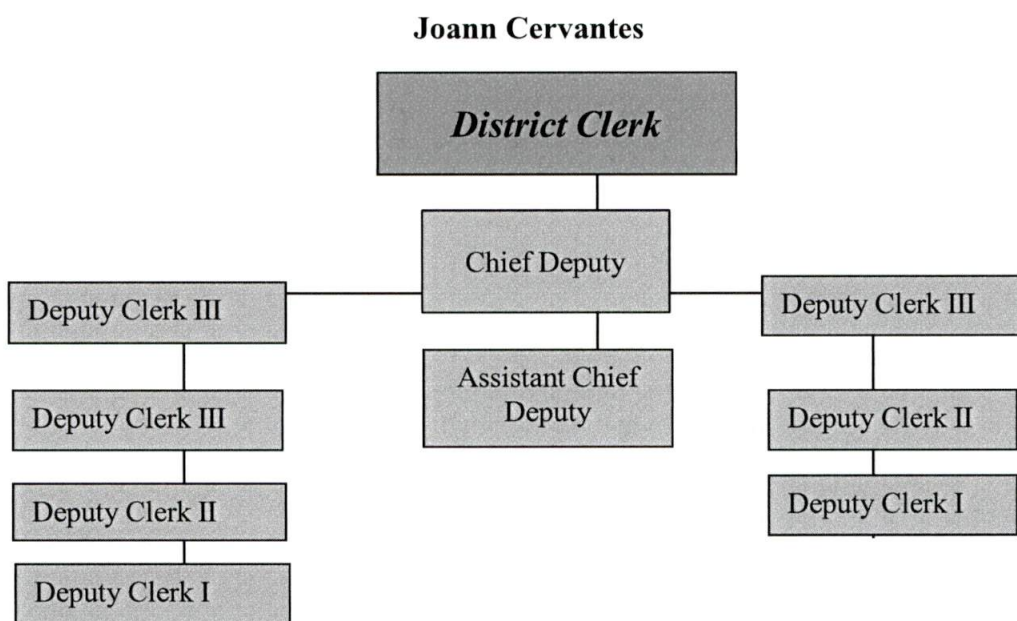 Joann Cervantes
District Clerk
Chief Deputy
Deputy Clerk III
Deputy Clerk III
Assistant Chief
Deputy
Deputy Clerk III
Deputy Clerk II
Deputy Clerk II
Deputy Clerk I
Deputy Clerk I